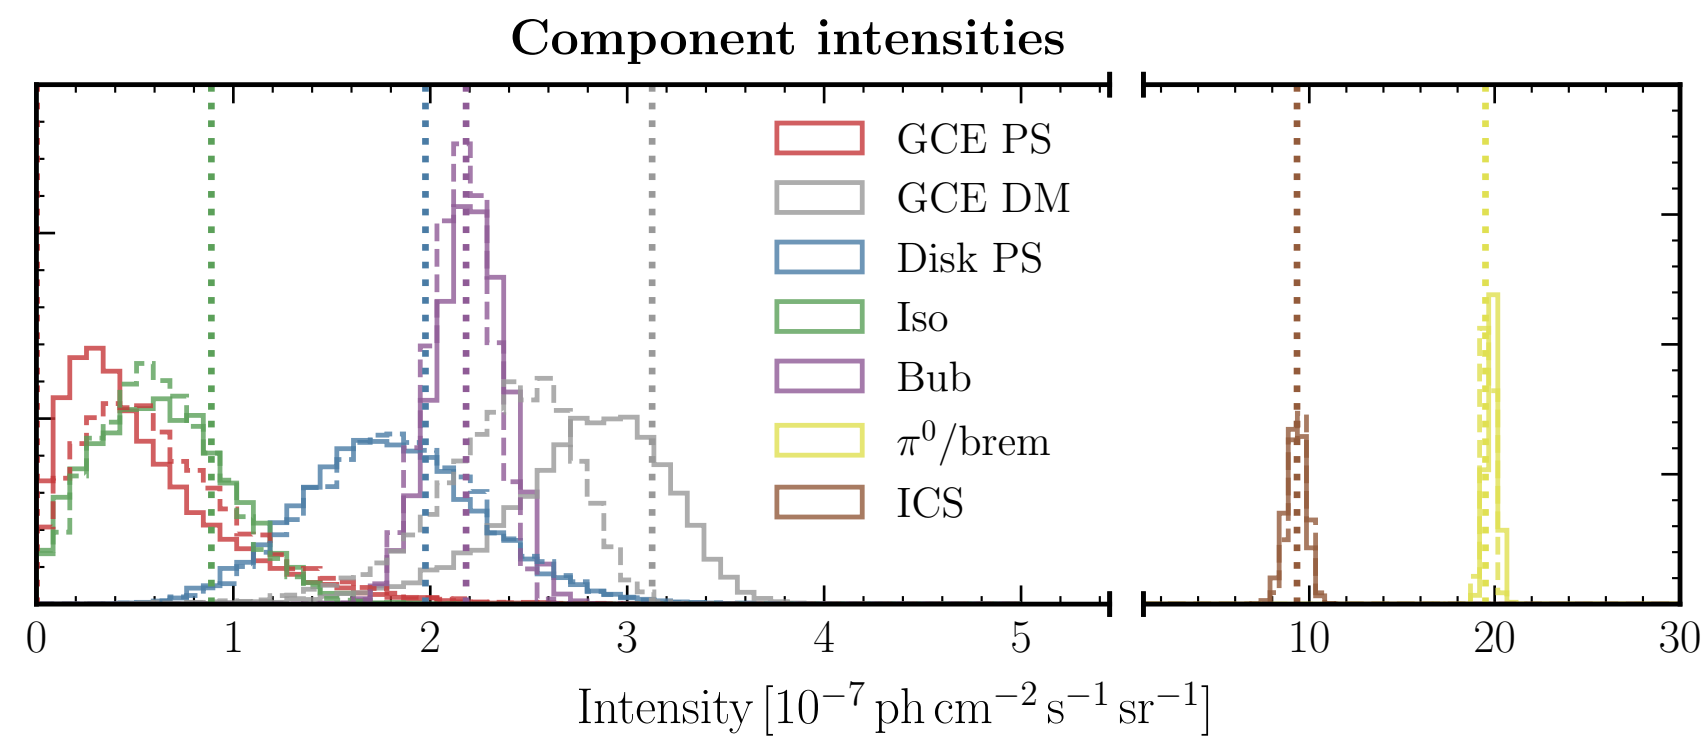 Component intensities
GCE PS
GCE DM
Disk PS
Iso
Bub
π⁰/brem
ICS
0 1 2 3 4 5 10 20 30
Intensity [10⁻⁷ ph cm⁻² s⁻¹ sr⁻¹]